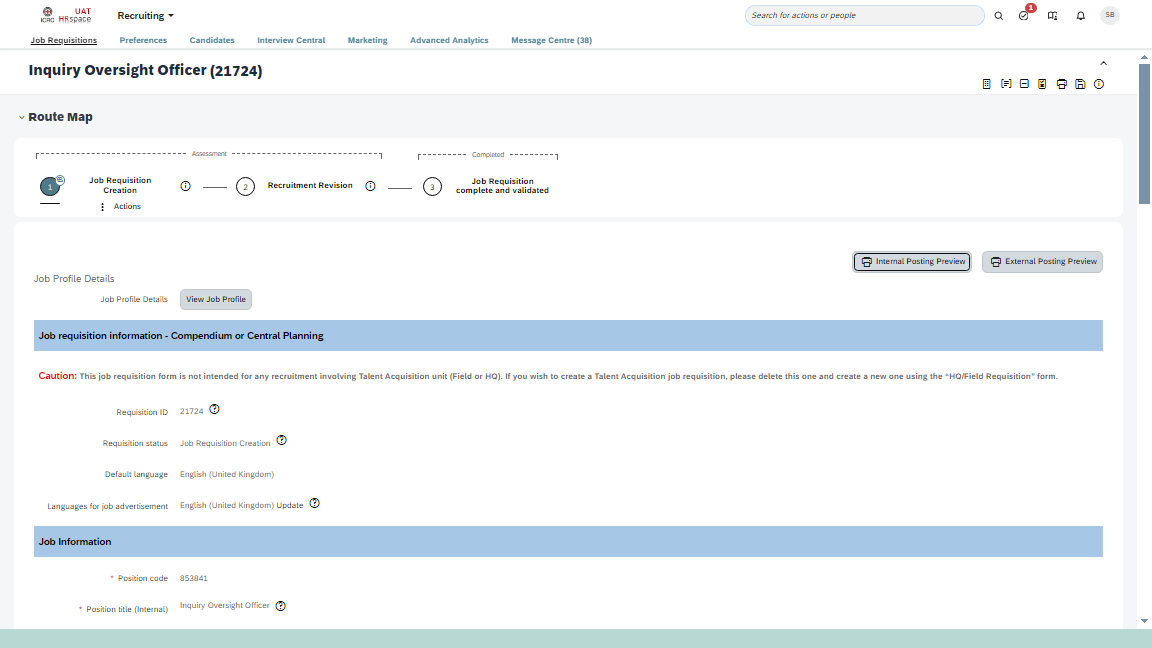 ICRC
UAT
HRspace
Recruiting
Search for actions or people
1
SB
Job Requisitions
Preferences
Candidates
Interview Central
Marketing
Advanced Analytics
Message Centre (38)
Inquiry Oversight Officer (21724)
Route Map
Assessment
Completed
1
Job Requisition
Creation
2
Recruitment Revision
3
Job Requisition
complete and validated
Actions
Internal Posting Preview
External Posting Preview
Job Profile Details
Job Profile Details
View Job Profile
Job requisition information - Compendium or Central Planning
Caution: This job requisition form is not intended for any recruitment involving Talent Acquisition unit (Field or HQ). If you wish to create a Talent Acquisition job requisition, please delete this one and create a new one using the “HQ/Field Requisition” form.
Requisition ID 21724
Requisition status Job Requisition Creation
Default language English (United Kingdom)
Languages for job advertisement English (United Kingdom) Update
Job Information
* Position code 853841
* Position title (Internal) Inquiry Oversight Officer